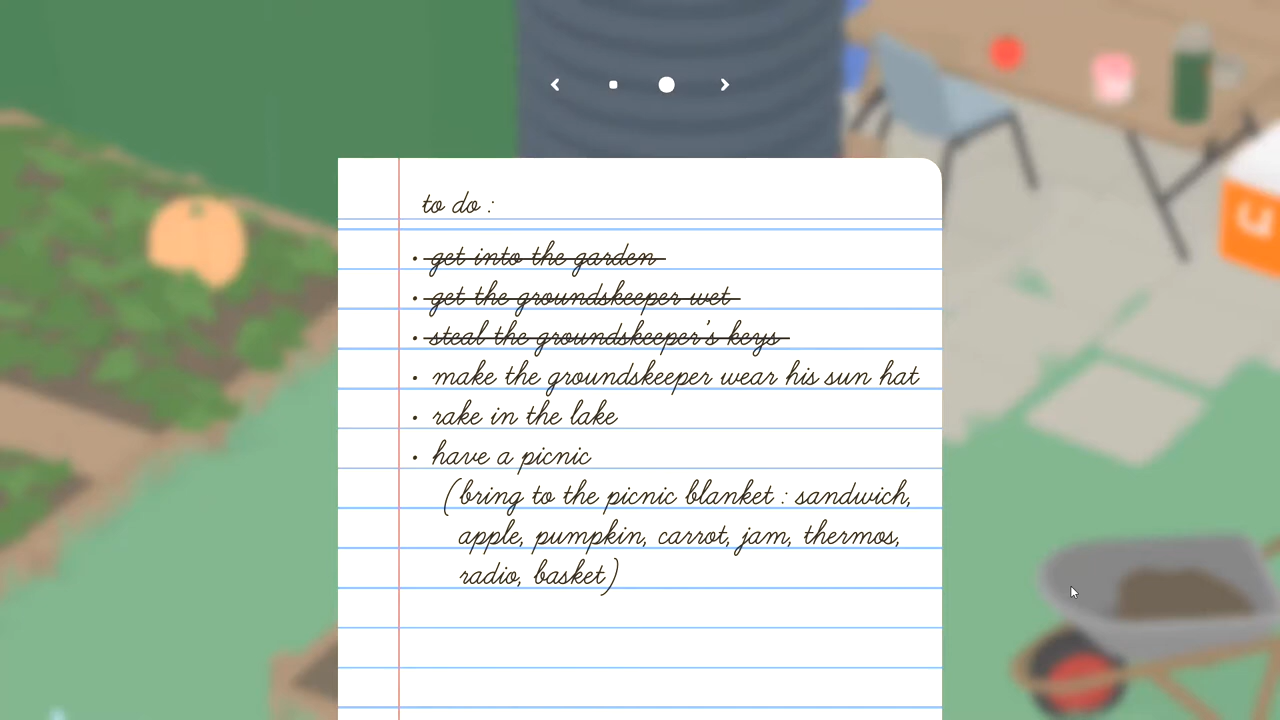 to do :
• get into the garden
• get the groundskeeper wet
• steal the groundskeeper's keys
• make the groundskeeper wear his sun hat
• rake in the lake
• have a picnic
(bring to the picnic blanket : sandwich,
apple, pumpkin, carrot, jam, thermos,
radio, basket)